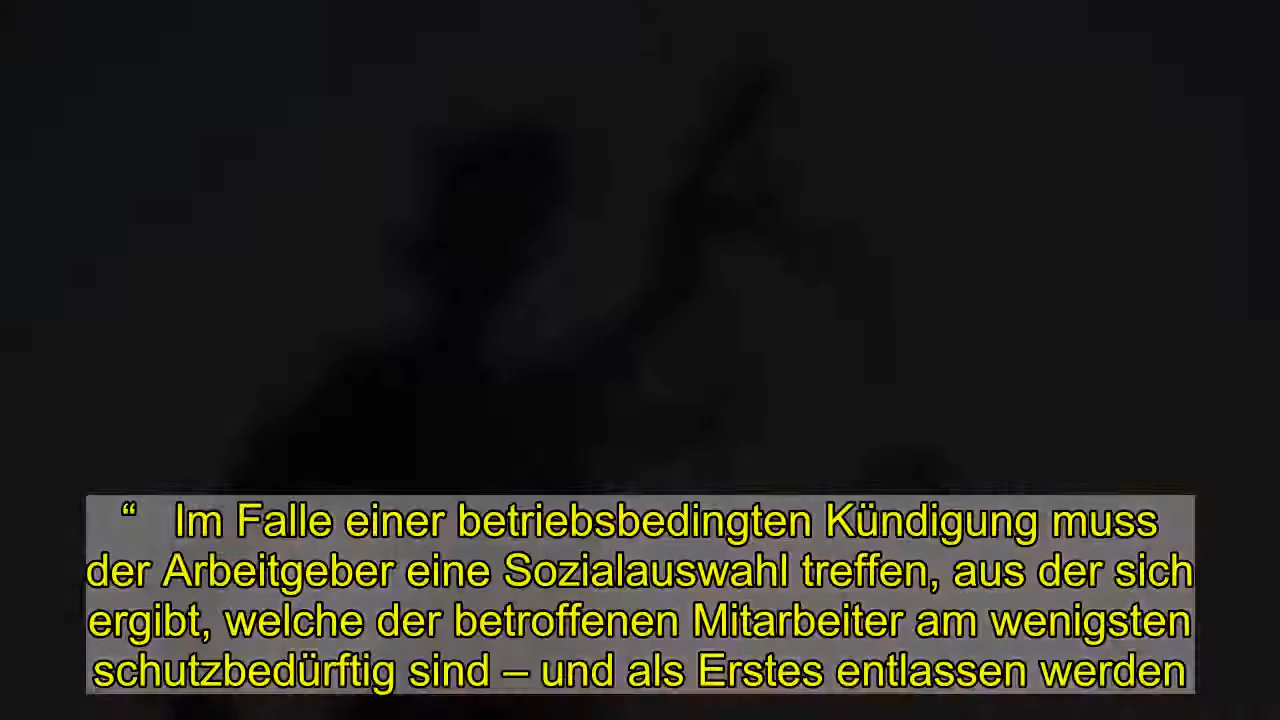 “ Im Falle einer betriebsbedingten Kündigung muss
der Arbeitgeber eine Sozialauswahl treffen, aus der sich
ergibt, welche der betroffenen Mitarbeiter am wenigsten
schutzbedürftig sind – und als Erstes entlassen werden